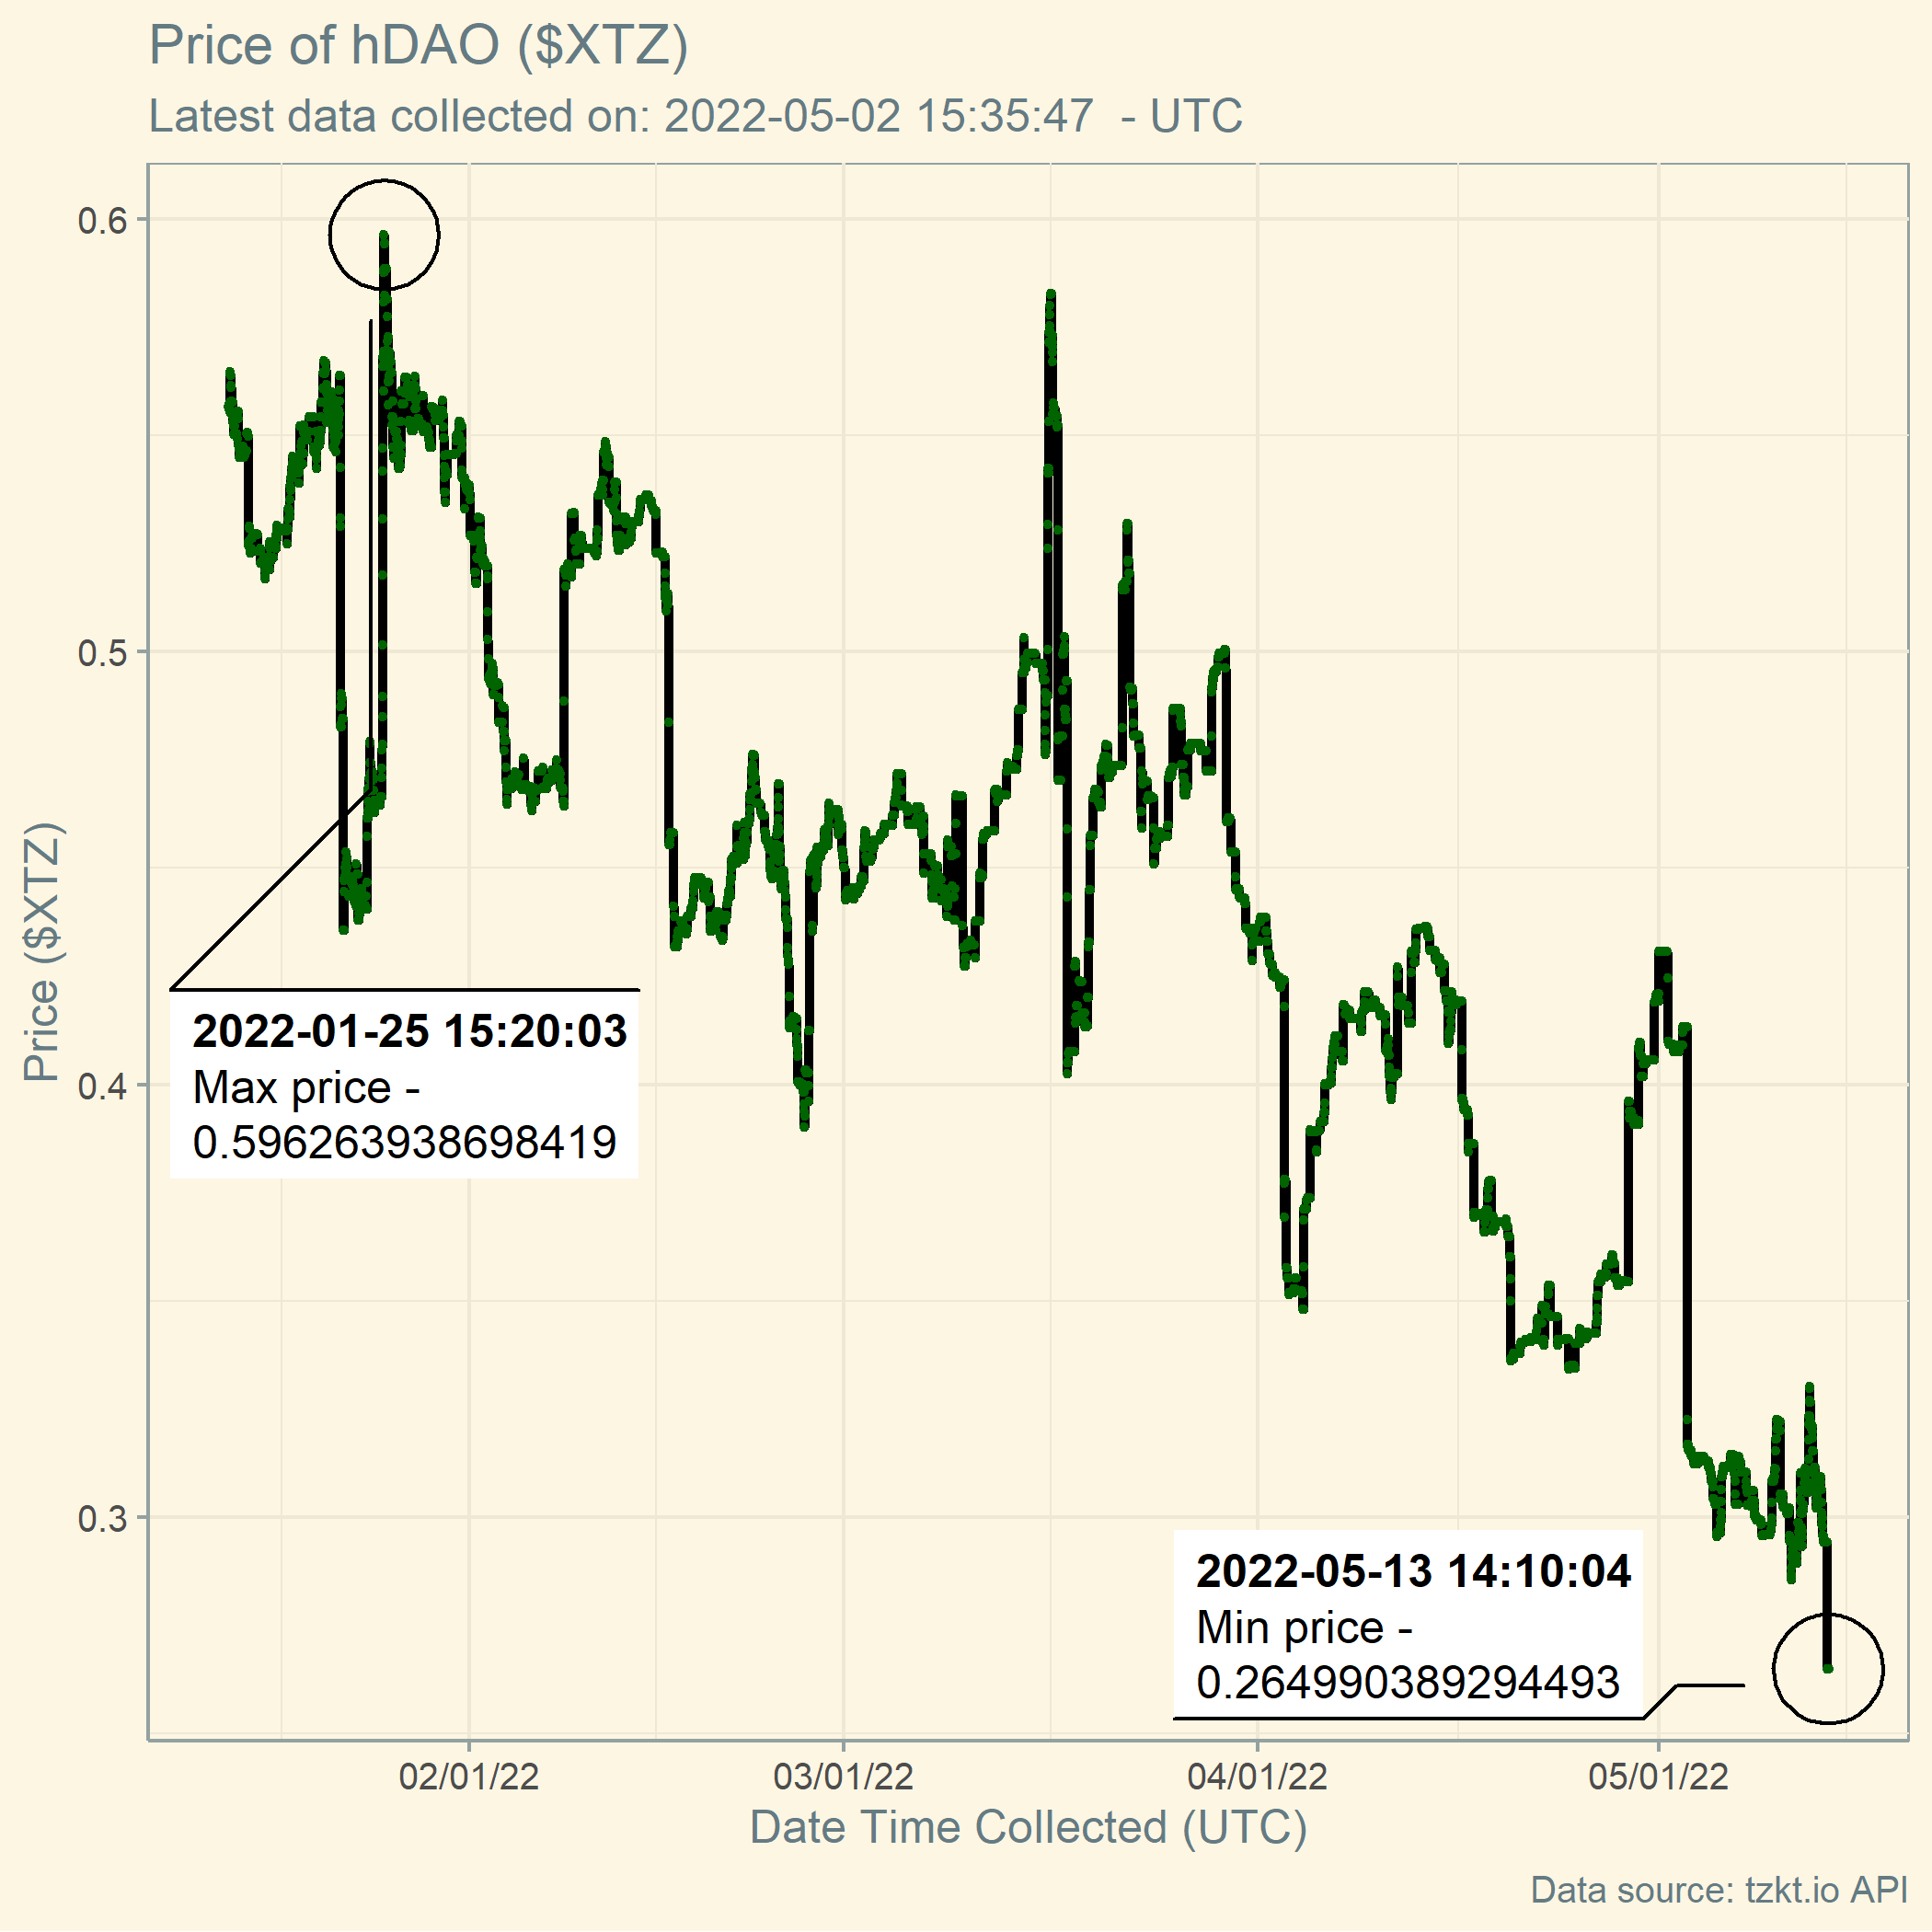 Price of hDAO ($XTZ)
Latest data collected on: 2022-05-02 15:35:47  - UTC
Price ($XTZ)
0.6
0.5
0.4
0.3
2022-01-25 15:20:03
Max price -
0.596263938698419
2022-05-13 14:10:04
Min price -
0.264990389294493
02/01/22
03/01/22
04/01/22
05/01/22
Date Time Collected (UTC)
Data source: tzkt.io API